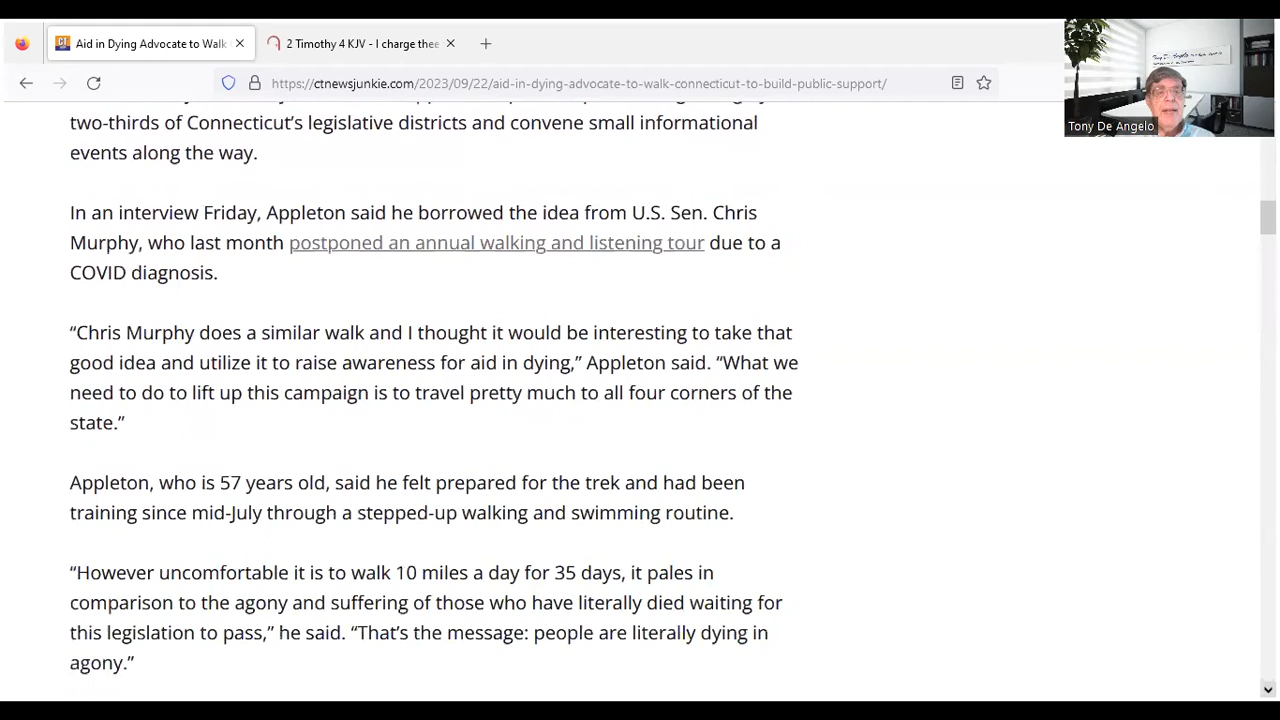 Aid in Dying Advocate to Walk
2 Timothy 4 KJV - I charge thee
https://ctnewsjunkie.com/2023/09/22/aid-in-dying-advocate-to-walk-connecticut-to-build-public-support/
Tony De Angelo
two-thirds of Connecticut’s legislative districts and convene small informational
events along the way.
In an interview Friday, Appleton said he borrowed the idea from U.S. Sen. Chris
Murphy, who last month postponed an annual walking and listening tour due to a
COVID diagnosis.
“Chris Murphy does a similar walk and I thought it would be interesting to take that
good idea and utilize it to raise awareness for aid in dying,” Appleton said. “What we
need to do to lift up this campaign is to travel pretty much to all four corners of the
state.”
Appleton, who is 57 years old, said he felt prepared for the trek and had been
training since mid-July through a stepped-up walking and swimming routine.
“However uncomfortable it is to walk 10 miles a day for 35 days, it pales in
comparison to the agony and suffering of those who have literally died waiting for
this legislation to pass,” he said. “That’s the message: people are literally dying in
agony.”